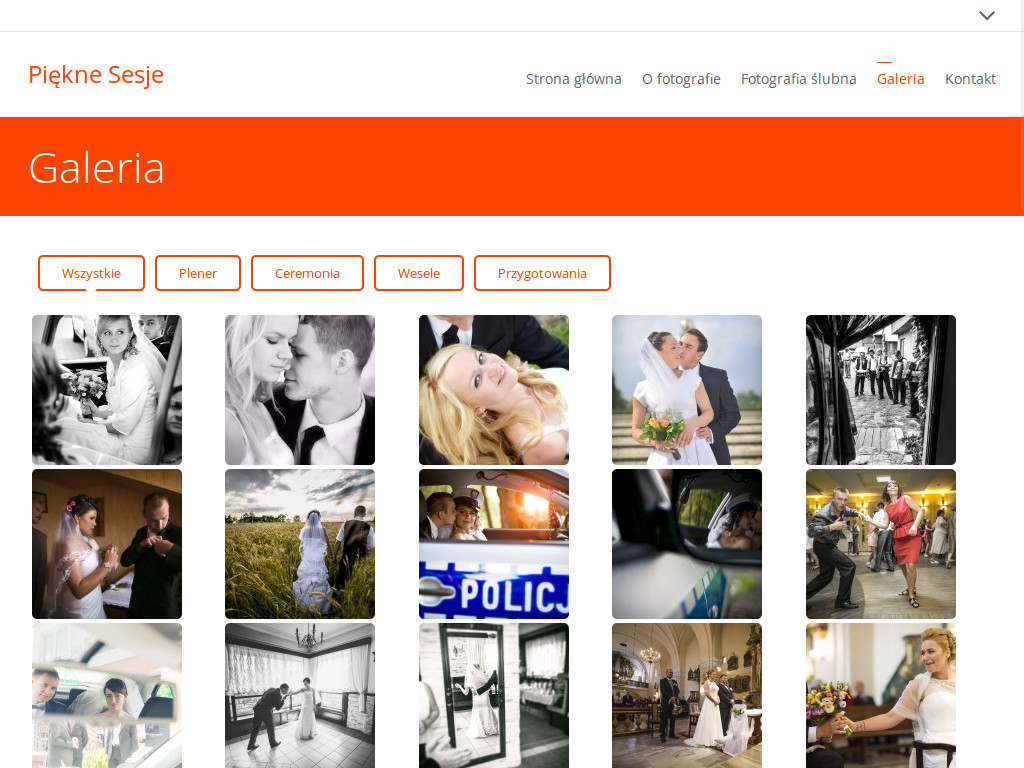 Piękne Sesje
Strona główna
O fotografie
Fotografia ślubna
Galeria
Kontakt
Galeria
Wszystkie
Plener
Ceremonia
Wesele
Przygotowania
POLICJ